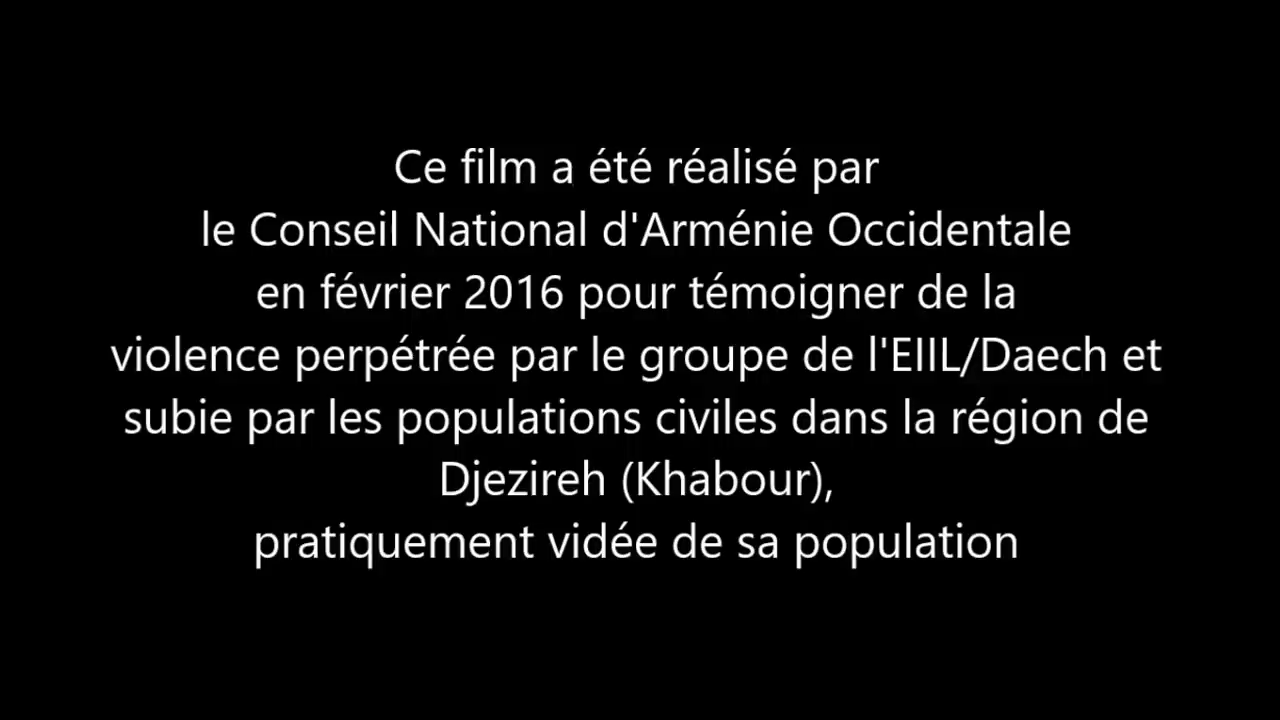 Ce film a été réalisé par
le Conseil National d'Arménie Occidentale
en février 2016 pour témoigner de la
violence perpétrée par le groupe de l'EIIL/Daech et
subie par les populations civiles dans la région de
Djezireh (Khabour),
pratiquement vidée de sa population